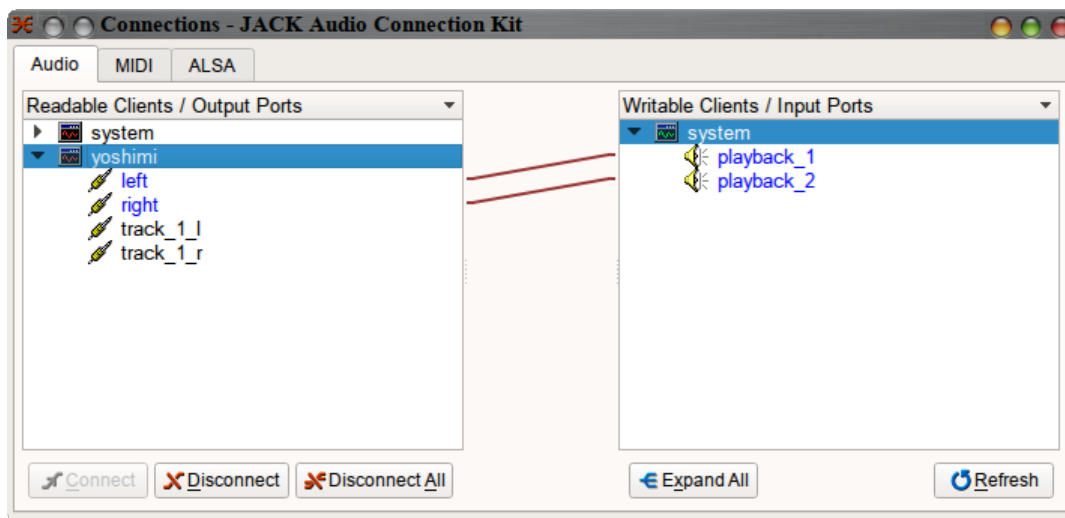 Connections - JACK Audio Connection Kit
Audio MIDI ALSA
Readable Clients / Output Ports
system
yoshimi
left
right
track_1_l
track_1_r
Writable Clients / Input Ports
system
playback_1
playback_2
Connect Disconnect Disconnect All Expand All Refresh